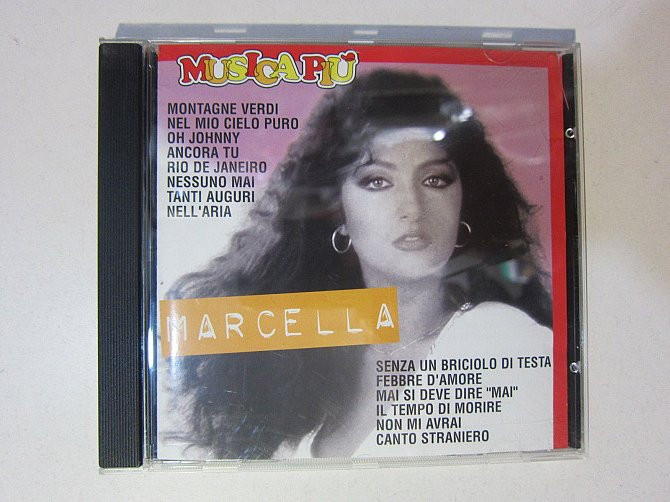 MUSICA PIÙ
MONTAGNE VERDI
NEL MIO CIELO PURO
OH JOHNNY
ANCORA TU
RIO DE JANEIRO
NESSUNO MAI
TANTI AUGURI
NELL'ARIA
MARCELLA
SENZA UN BRICIOLO DI TESTA
FEBBRE D'AMORE
MAI SI DEVE DIRE "MAI"
IL TEMPO DI MORIRE
NON MI AVRAI
CANTO STRANIERO